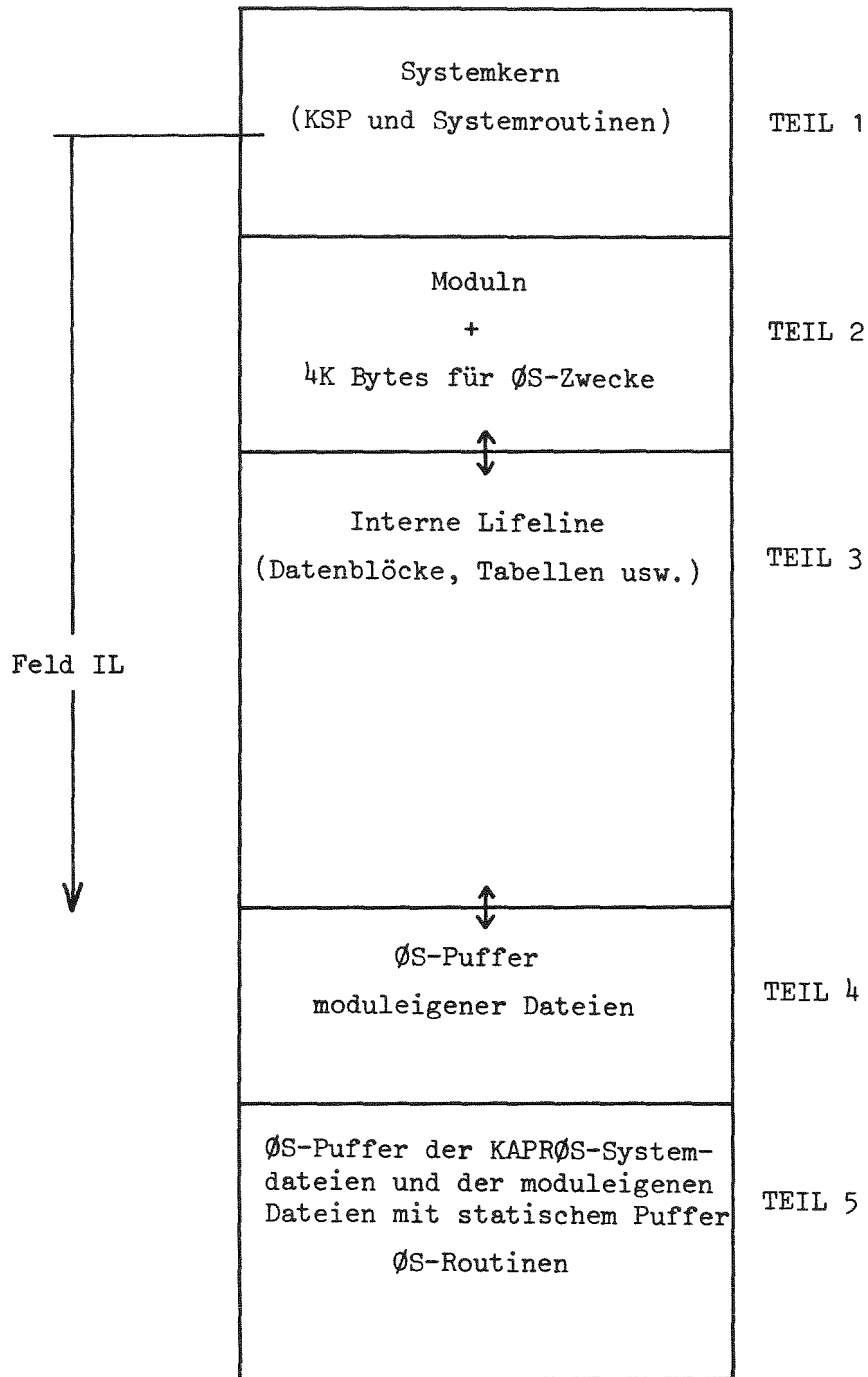 Systemkern
(KSP und Systemroutinen)
TEIL 1
Moduln
+
4K Bytes für ØS-Zwecke
TEIL 2
Interne Lifeline
(Datenblöcke, Tabellen usw.)
TEIL 3
Feld IL
ØS-Puffer
moduleigener Dateien
TEIL 4
ØS-Puffer der KAPRØS-System-
dateien und der moduleigenen
Dateien mit statischem Puffer
ØS-Routinen
TEIL 5